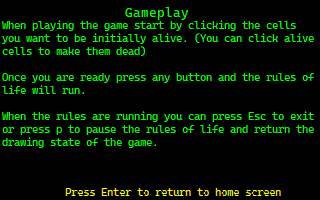 Gameplay
When playing the game start by clicking the cells
you want to be initially alive. (You can click alive
cells to make them dead)
Once you are ready press any button and the rules of
life will run.
When the rules are running you can press Esc to exit
or press p to pause the rules of life and return the
drawing state of the game.
Press Enter to return to home screen